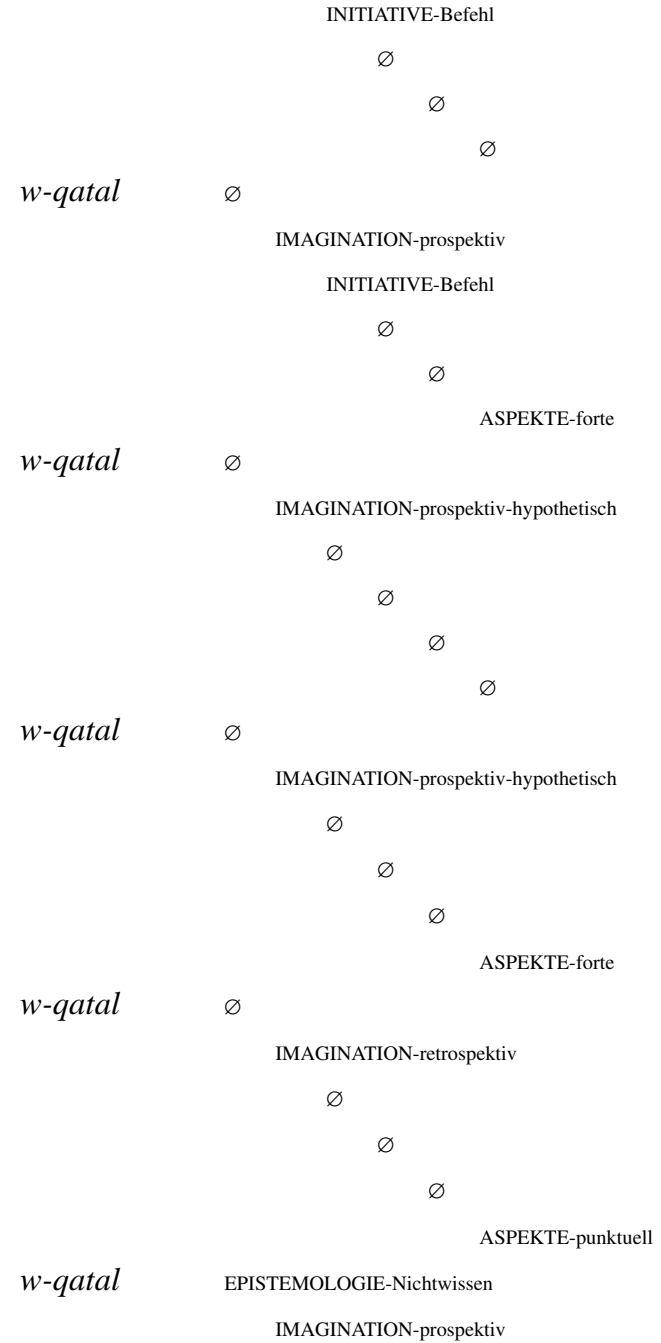 INITIATIVE-Befehl
∅
∅
∅
w-qatal ∅
IMAGINATION-prospektiv
INITIATIVE-Befehl
∅
∅
ASPEKTE-forte
w-qatal ∅
IMAGINATION-prospektiv-hypothetisch
∅
∅
∅
∅
w-qatal ∅
IMAGINATION-prospektiv-hypothetisch
∅
∅
∅
ASPEKTE-forte
w-qatal ∅
IMAGINATION-retrospektiv
∅
∅
∅
ASPEKTE-punktuell
w-qatal EPISTEMOLOGIE-Nichtwissen
IMAGINATION-prospektiv